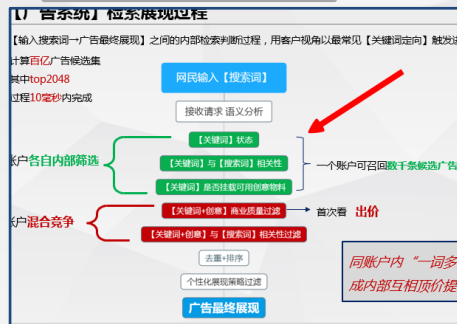 【广告系统】检索展现过程
【输入搜索词→广告最终展现】之间的内部检索判断过程，用客户视角以最常见【关键词定向】触发
计算百亿广告候选集
其中top2048
过程10毫秒内完成
网民输入【搜索词】
接收请求 语义分析
【关键词】状态
【关键词】与【搜索词】相关性
【关键词】是否挂载可用创意物料
户各自内部筛选
一个账户可召回数千条候选广告
【关键词+创意】商业质量过滤
首次看 出价
户混合竞争
【关键词+创意】与【搜索词】相关性过滤
去重+排序
个性化展现策略过滤
广告最终展现
同账户内“一词多
成内部互相顶价提